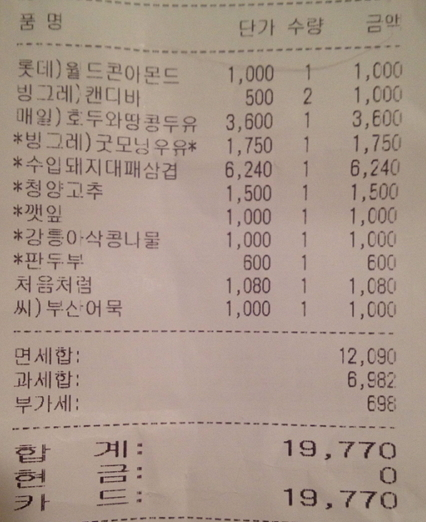 품 명 단가 수량 금액
롯데)월드콘아몬드 1,000 1 1,000
빙그레)캔디바 500 2 1,000
매일)호두와땅콩두유 3,600 1 3,600
*빙그레)굿모닝우유* 1,750 1 1,750
*수입돼지대패삼겹 6,240 1 6,240
*청양고추 1,500 1 1,500
*깻잎 1,000 1 1,000
*강릉아삭콩나물 1,000 1 1,000
*판두부 600 1 600
처음처럼 1,080 1 1,080
씨)부산어묵 1,000 1 1,000
면세합: 12,090
과세합: 6,982
부가세: 698
합 계: 19,770
현 금: 0
카 드: 19,770